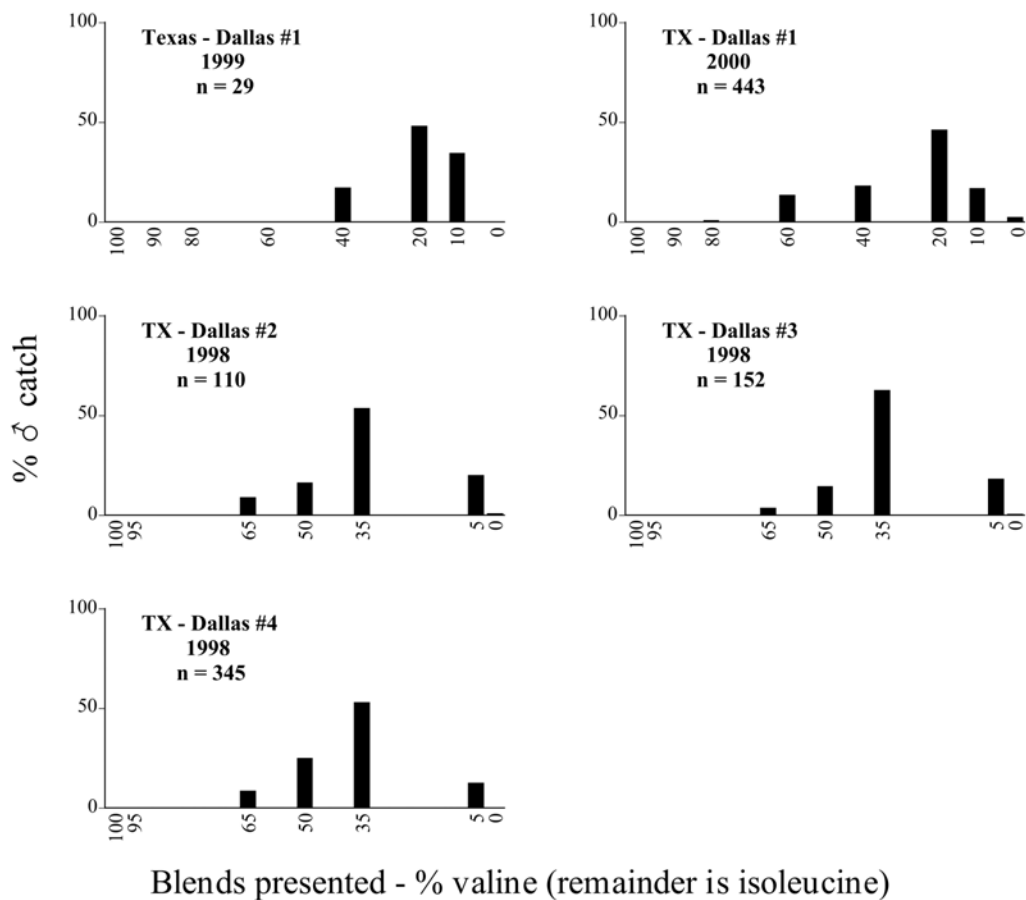 % ♂ catch
100
50
0
Texas - Dallas #1
1999
n = 29
100 90 80 60 40 20 10 0
100
50
0
TX - Dallas #1
2000
n = 443
100 90 80 60 40 20 10 0
100
50
0
TX - Dallas #2
1998
n = 110
100 95 65 50 35 5 0
100
50
0
TX - Dallas #3
1998
n = 152
100 95 65 50 35 5 0
100
50
0
TX - Dallas #4
1998
n = 345
100 95 65 50 35 5 0
Blends presented - % valine (remainder is isoleucine)